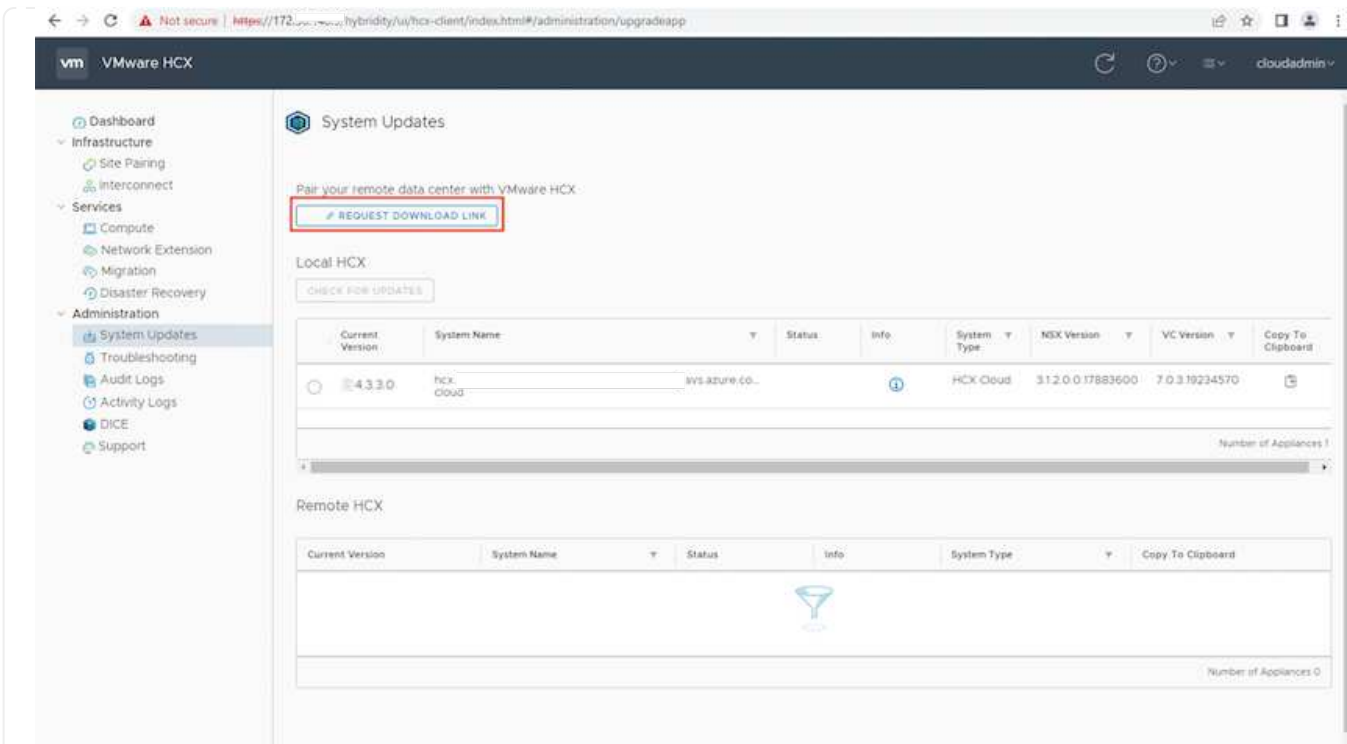 Not secure | https://172. hybridity/ui/hcx-client/index.html#/administration/upgradeapp
vm VMware HCX
cloudadmin
Dashboard
Infrastructure
Site Pairing
Interconnect
Services
Compute
Network Extension
Migration
Disaster Recovery
Administration
System Updates
Troubleshooting
Audit Logs
Activity Logs
DICE
Support
System Updates
Pair your remote data center with VMware HCX
REQUEST DOWNLOAD LINK
Local HCX
CHECK FOR UPDATES
Current Version System Name Status Info System Type NSX Version VC Version Copy To Clipboard
4.3.3.0 hcx. avs.azure.co... HCX Cloud 3.1.2.0.0.17883600 7.0.3.19234570
cloud
Number of Appliances 1
Remote HCX
Current Version System Name Status Info System Type Copy To Clipboard
Number of Appliances 0